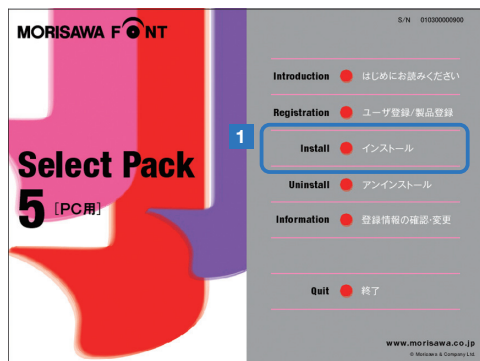 MORISAWA FONT
Select Pack
5 [PC用]
S/N 010300000900
Introduction はじめにお読みください
Registration ユーザ登録/製品登録
1
Install インストール
Uninstall アンインストール
Information 登録情報の確認・変更
Quit 終了
www.morisawa.co.jp
© Morisawa & Company Ltd.